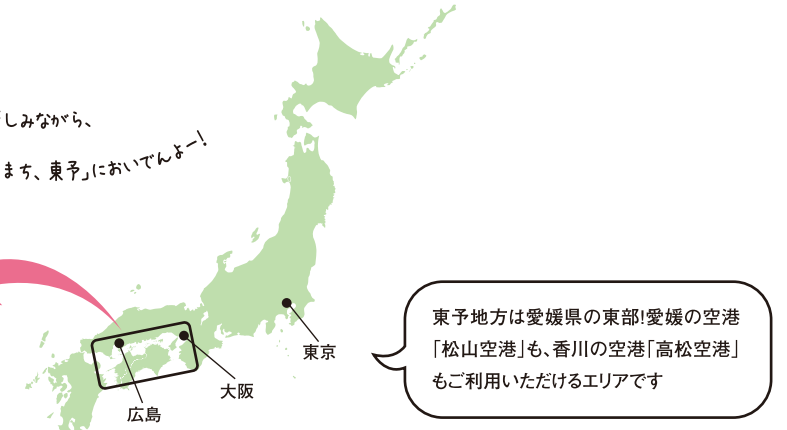 しみながら、
まち、東予」においでんよー!
東京
大阪
広島
東予地方は愛媛県の東部!愛媛の空港
「松山空港」も、香川の空港「高松空港」
もご利用いただけるエリアです